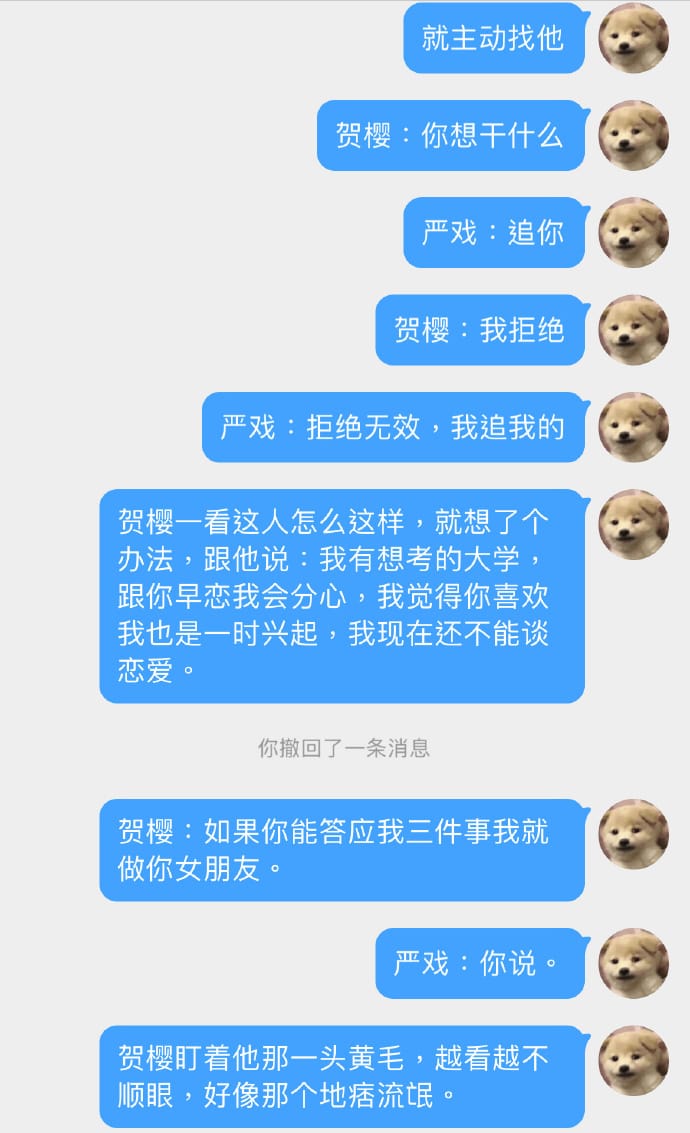 就主动找他
贺樱：你想干什么
严戏：追你
贺樱：我拒绝
严戏：拒绝无效，我追我的
贺樱一看这人怎么这样，就想了个
办法，跟他说：我有想考的大学，
跟你早恋我会分心，我觉得你喜欢
我也是一时兴起，我现在还不能谈
恋爱。
你撤回了一条消息
贺樱：如果你能答应我三件事我就
做你女朋友。
严戏：你说。
贺樱盯着他那一头黄毛，越看越不
顺眼，好像那个地痞流氓。